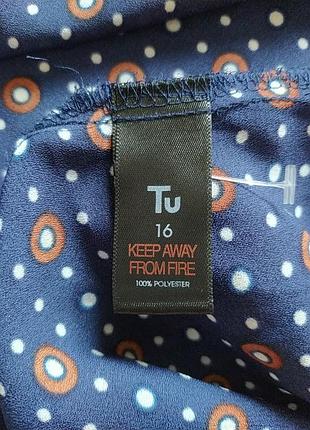 Tu
16
KEEP AWAY
FROM FIRE
100% POLYESTER